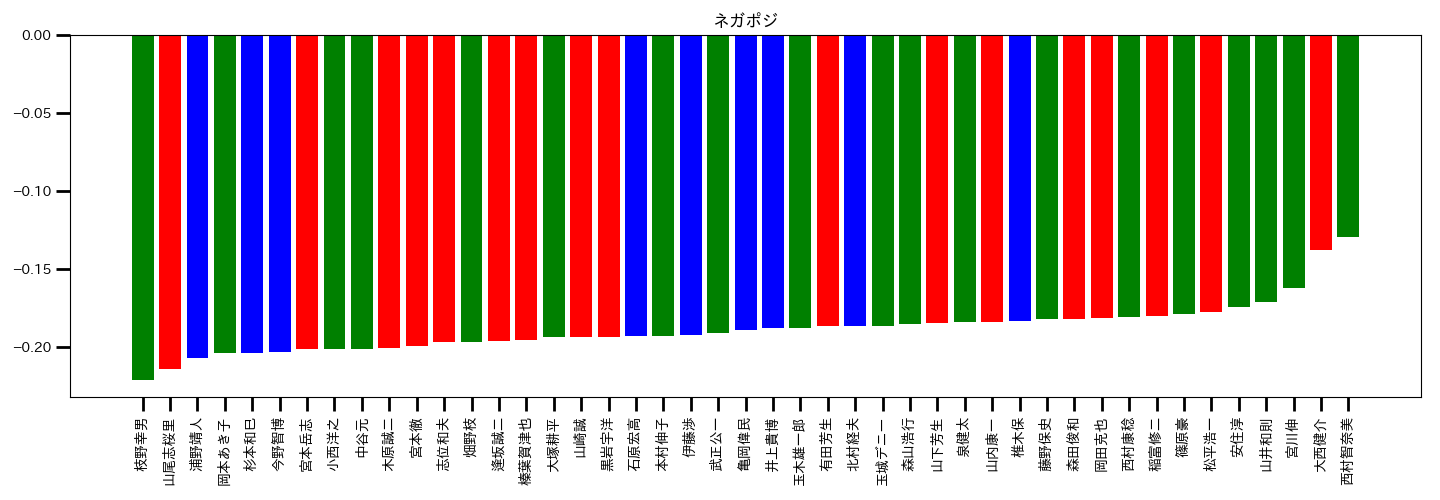 ネガポジ
0.00
−0.05
−0.10
−0.15
−0.20
枝野幸男
山尾志桜里
浦野靖人
岡本あき子
杉本和巳
今野智博
宮本岳志
小西洋之
中谷元
木原誠二
宮本徹
志位和夫
畑野君枝
逢坂誠二
榛葉賀津也
大塚耕平
山崎誠
黒岩宇洋
石原宏高
本村伸子
伊藤渉
武正公一
亀岡偉民
井上貴博
玉木雄一郎
有田芳生
北村経夫
玉城デニー
森山浩行
山下芳生
泉健太
山内康一
椎木保
藤野保史
森田俊和
岡田克也
西村康稔
稲富修二
篠原豪
松平浩一
安住淳
山井和則
宮川伸
大西健介
西村智奈美